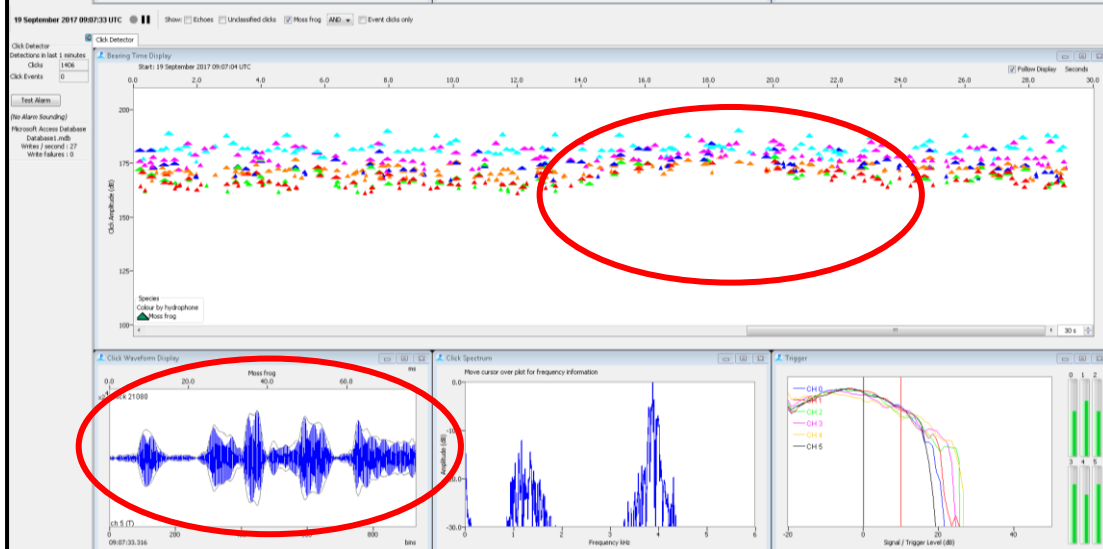 19 September 2017 09:07:33 UTC Show: Echoes Unclassified clicks Moss frog AND Event clicks only
Click Detector
Click Detector
Detections in last 1 minutes
Clicks 1406
Click Events 0
Test Alarm
(No Alarm Sounding)
Microsoft Access Database
Database1.mdb
Writes / second : 27
Write failures : 0
Bearing Time Display
Start: 19 September 2017 09:07:04 UTC
Follow Display Seconds
0.0 2.0 4.0 6.0 8.0 10.0 12.0 14.0 16.0 18.0 20.0 22.0 24.0 26.0 28.0 30.0
200
175
150
125
100
Click Amplitude (dB)
Species
Colour by hydrophone
Moss frog
30 s
Click Waveform Display
ms
Moss frog
0.0 20.0 40.0 60.0
click 21080
ch 5 (T)
0 200 400 600 800
09:07:33.316 bins
Click Spectrum
Move cursor over plot for frequency information
0.0
-10
-20.0
-30.0
Amplitude (dB)
0 1 2 3 4 5 6
Frequency kHz
Trigger
CH 0
CH 1
CH 2
CH 3
CH 4
CH 5
-20 0 20 40
Signal / Trigger Level (dB)
0 1 2
3 4 5